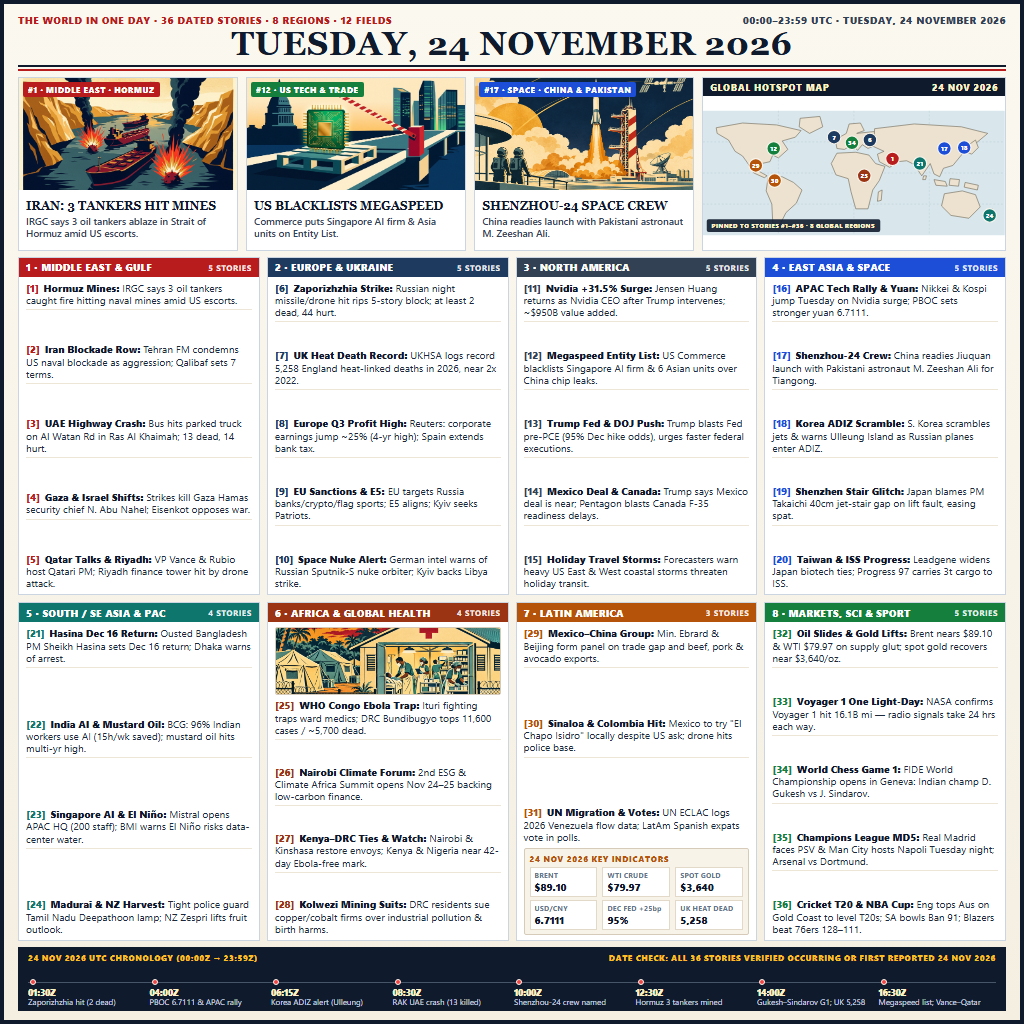 THE WORLD IN ONE DAY · 36 DATED STORIES · 8 REGIONS · 12 FIELDS
00:00–23:59 UTC · TUESDAY, 24 NOVEMBER 2026
TUESDAY, 24 NOVEMBER 2026
#1 · MIDDLE EAST · HORMUZ
IRAN: 3 TANKERS HIT MINES
IRGC says 3 oil tankers ablaze in Strait of
Hormuz amid US escorts.
#12 · US TECH & TRADE
US BLACKLISTS MEGASPEED
Commerce puts Singapore AI firm & Asia
units on Entity List.
#17 · SPACE · CHINA & PAKISTAN
SHENZHOU-24 SPACE CREW
China readies launch with Pakistani astronaut
M. Zeeshan Ali.
GLOBAL HOTSPOT MAP
24 NOV 2026
7
6
34
12
17
18
1
21
29
25
30
24
PINNED TO STORIES #1–#36 · 8 GLOBAL REGIONS
1 · MIDDLE EAST & GULF
5 STORIES
[1] Hormuz Mines: IRGC says 3 oil tankers
caught fire hitting naval mines amid US escorts.
[2] Iran Blockade Row: Tehran FM condemns
US naval blockade as aggression; Qalibaf sets 7
terms.
[3] UAE Highway Crash: Bus hits parked truck
on Al Watan Rd in Ras Al Khaimah; 13 dead, 14
hurt.
[4] Gaza & Israel Shifts: Strikes kill Gaza Hamas
security chief N. Abu Nahel; Eisenkot opposes war.
[5] Qatar Talks & Riyadh: VP Vance & Rubio
host Qatari PM; Riyadh finance tower hit by drone
attack.
2 · EUROPE & UKRAINE
5 STORIES
[6] Zaporizhzhia Strike: Russian night
missile/drone hit rips 5-story block; at least 2
dead, 44 hurt.
[7] UK Heat Death Record: UKHSA logs record
5,258 England heat-linked deaths in 2026, near 2x
2022.
[8] Europe Q3 Profit High: Reuters: corporate
earnings jump ~25% (4-yr high); Spain extends
bank tax.
[9] EU Sanctions & E5: EU targets Russia
banks/crypto/flag sports; E5 aligns; Kyiv seeks
Patriots.
[10] Space Nuke Alert: German intel warns of
Russian Sputnik-S nuke orbiter; Kyiv backs Libya
strike.
3 · NORTH AMERICA
5 STORIES
[11] Nvidia +31.5% Surge: Jensen Huang
returns as Nvidia CEO after Trump intervenes;
~$950B value added.
[12] Megaspeed Entity List: US Commerce
blacklists Singapore AI firm & 6 Asian units over
China chip leaks.
[13] Trump Fed & DOJ Push: Trump blasts Fed
pre-PCE (95% Dec hike odds), urges faster federal
executions.
[14] Mexico Deal & Canada: Trump says Mexico
deal is near; Pentagon blasts Canada F-35
readiness delays.
[15] Holiday Travel Storms: Forecasters warn
heavy US East & West coastal storms threaten
holiday transit.
4 · EAST ASIA & SPACE
5 STORIES
[16] APAC Tech Rally & Yuan: Nikkei & Kospi
jump Tuesday on Nvidia surge; PBOC sets
stronger yuan 6.7111.
[17] Shenzhou-24 Crew: China readies Jiuquan
launch with Pakistani astronaut M. Zeeshan Ali for
Tiangong.
[18] Korea ADIZ Scramble: S. Korea scrambles
jets & warns Ulleung Island as Russian planes
enter ADIZ.
[19] Shenzhen Stair Glitch: Japan blames PM
Takaichi 40cm jet-stair gap on lift fault, easing
spat.
[20] Taiwan & ISS Progress: Leadgene widens
Japan biotech ties; Progress 97 carries 3t cargo to
ISS.
5 · SOUTH / SE ASIA & PAC
4 STORIES
[21] Hasina Dec 16 Return: Ousted Bangladesh
PM Sheikh Hasina sets Dec 16 return; Dhaka warns
of arrest.
[22] India AI & Mustard Oil: BCG: 96% Indian
workers use AI (15h/wk saved); mustard oil hits
multi-yr high.
[23] Singapore AI & El Niño: Mistral opens
APAC HQ (200 staff); BMI warns El Niño risks data-
center water.
[24] Madurai & NZ Harvest: Tight police guard
Tamil Nadu Deepathoon lamp; NZ Zespri lifts fruit
outlook.
6 · AFRICA & GLOBAL HEALTH
4 STORIES
[25] WHO Congo Ebola Trap: Ituri fighting
traps ward medics; DRC Bundibugyo tops 11,600
cases / ~5,700 dead.
[26] Nairobi Climate Forum: 2nd ESG &
Climate Africa Summit opens Nov 24–25 backing
low-carbon finance.
[27] Kenya–DRC Ties & Watch: Nairobi &
Kinshasa restore envoys; Kenya & Nigeria near 42-
day Ebola-free mark.
[28] Kolwezi Mining Suits: DRC residents sue
copper/cobalt firms over industrial pollution &
birth harms.
7 · LATIN AMERICA
3 STORIES
[29] Mexico–China Group: Min. Ebrard &
Beijing form panel on trade gap and beef, pork &
avocado exports.
[30] Sinaloa & Colombia Hit: Mexico to try "El
Chapo Isidro" locally despite US ask; drone hits
police base.
[31] UN Migration & Votes: UN ECLAC logs
2026 Venezuela flow data; LatAm Spanish expats
vote in polls.
24 NOV 2026 KEY INDICATORS
BRENT
$89.10
WTI CRUDE
$79.97
SPOT GOLD
$3,640
USD/CNY
6.7111
DEC FED +25bp
95%
UK HEAT DEAD
5,258
8 · MARKETS, SCI & SPORT
5 STORIES
[32] Oil Slides & Gold Lifts: Brent nears $89.10
& WTI $79.97 on supply glut; spot gold recovers
near $3,640/oz.
[33] Voyager 1 One Light-Day: NASA confirms
Voyager 1 hit 16.1B mi — radio signals take 24 hrs
each way.
[34] World Chess Game 1: FIDE World
Championship opens in Geneva: Indian champ D.
Gukesh vs J. Sindarov.
[35] Champions League MD5: Real Madrid
faces PSV & Man City hosts Napoli Tuesday night;
Arsenal vs Dortmund.
[36] Cricket T20 & NBA Cup: Eng tops Aus on
Gold Coast to level T20s; SA bowls Ban 91; Blazers
beat 76ers 128–111.
24 NOV 2026 UTC CHRONOLOGY (00:00Z → 23:59Z)
DATE CHECK: ALL 36 STORIES VERIFIED OCCURRING OR FIRST REPORTED 24 NOV 2026
01:30Z
Zaporizhzhia hit (2 dead)
04:00Z
PBOC 6.7111 & APAC rally
06:15Z
Korea ADIZ alert (Ulleung)
08:30Z
RAK UAE crash (13 killed)
10:00Z
Shenzhou-24 crew named
12:30Z
Hormuz 3 tankers mined
14:00Z
Gukesh–Sindarov G1; UK 5,258
16:30Z
Megaspeed list; Vance–Qatar